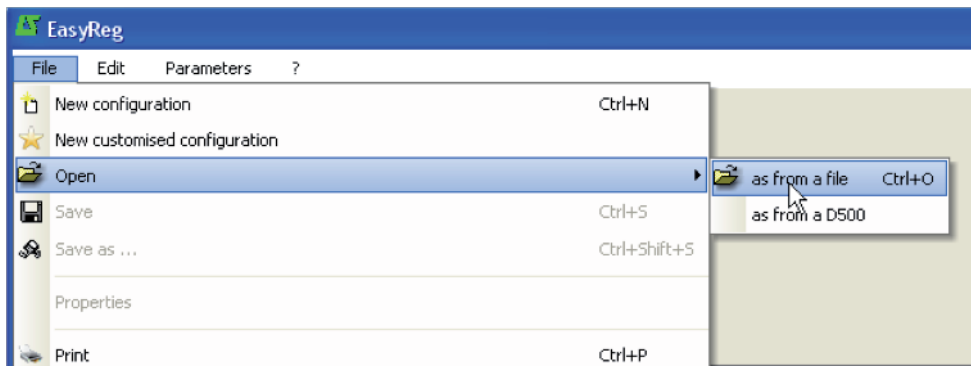 EasyReg
File Edit Parameters ?
New configuration Ctrl+N
New customised configuration
Open as from a file Ctrl+O
Save Ctrl+S as from a D500
Save as ... Ctrl+Shift+S
Properties
Print Ctrl+P